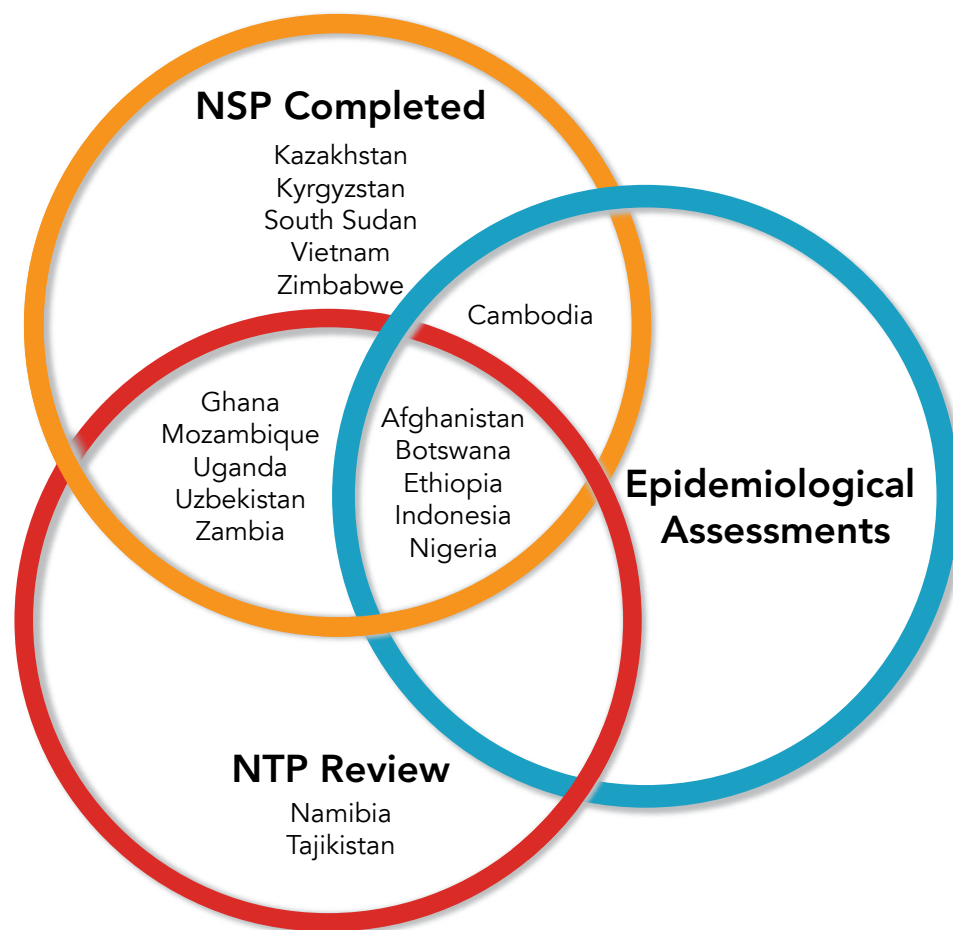 NSP Completed
Kazakhstan
Kyrgyzstan
South Sudan
Vietnam
Zimbabwe
Cambodia
Ghana
Mozambique
Uganda
Uzbekistan
Zambia
Afghanistan
Botswana
Ethiopia
Indonesia
Nigeria
Epidemiological
Assessments
NTP Review
Namibia
Tajikistan